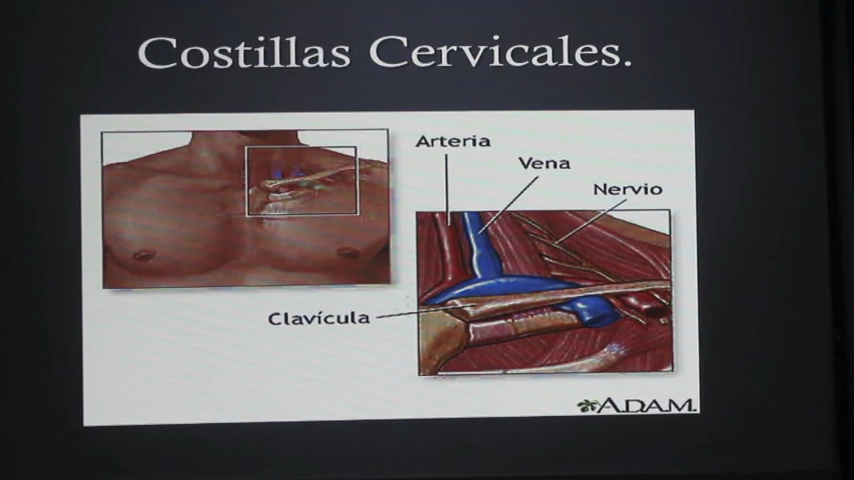 Costillas Cervicales.
Arteria
Vena
Nervio
Clavícula
A.D.A.M.